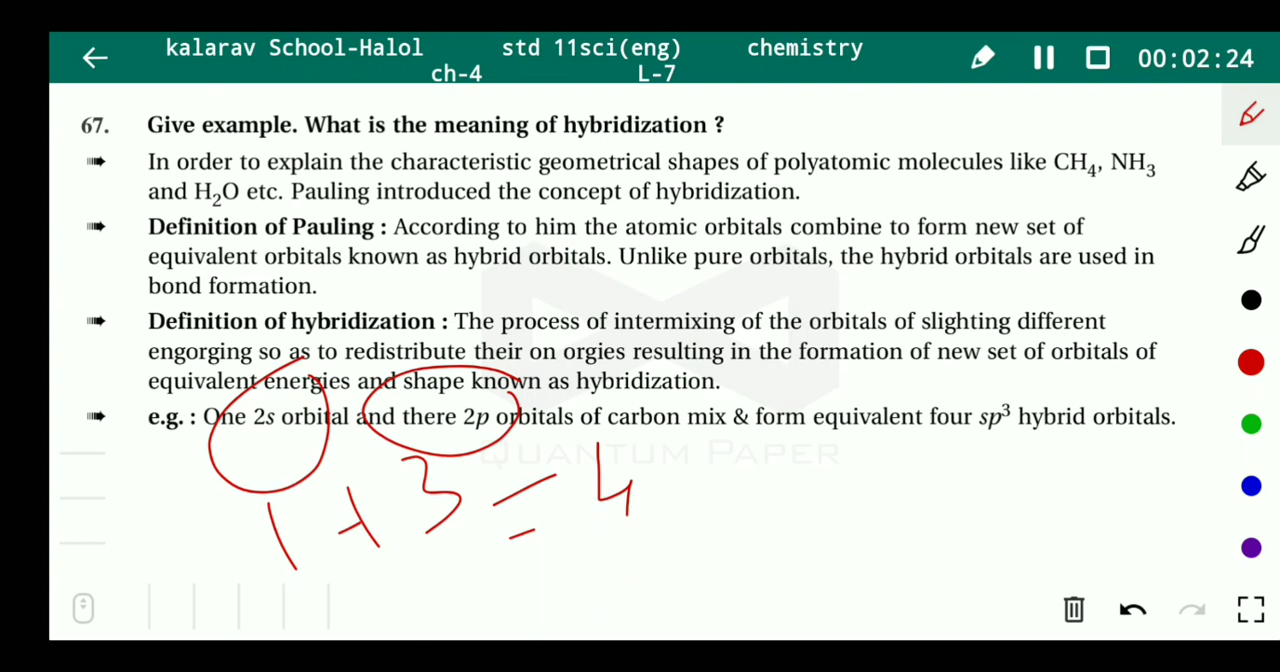 kalarav School-Halol std 11sci(eng) chemistry
ch-4 L-7
00:02:24
67. Give example. What is the meaning of hybridization ?
In order to explain the characteristic geometrical shapes of polyatomic molecules like CH₄, NH₃
and H₂O etc. Pauling introduced the concept of hybridization.
Definition of Pauling : According to him the atomic orbitals combine to form new set of
equivalent orbitals known as hybrid orbitals. Unlike pure orbitals, the hybrid orbitals are used in
bond formation.
Definition of hybridization : The process of intermixing of the orbitals of slighting different
engorging so as to redistribute their on orgies resulting in the formation of new set of orbitals of
equivalent energies and shape known as hybridization.
e.g. : One 2s orbital and there 2p orbitals of carbon mix & form equivalent four sp³ hybrid orbitals.
QUANTUM PAPER
1 + 3 = 4